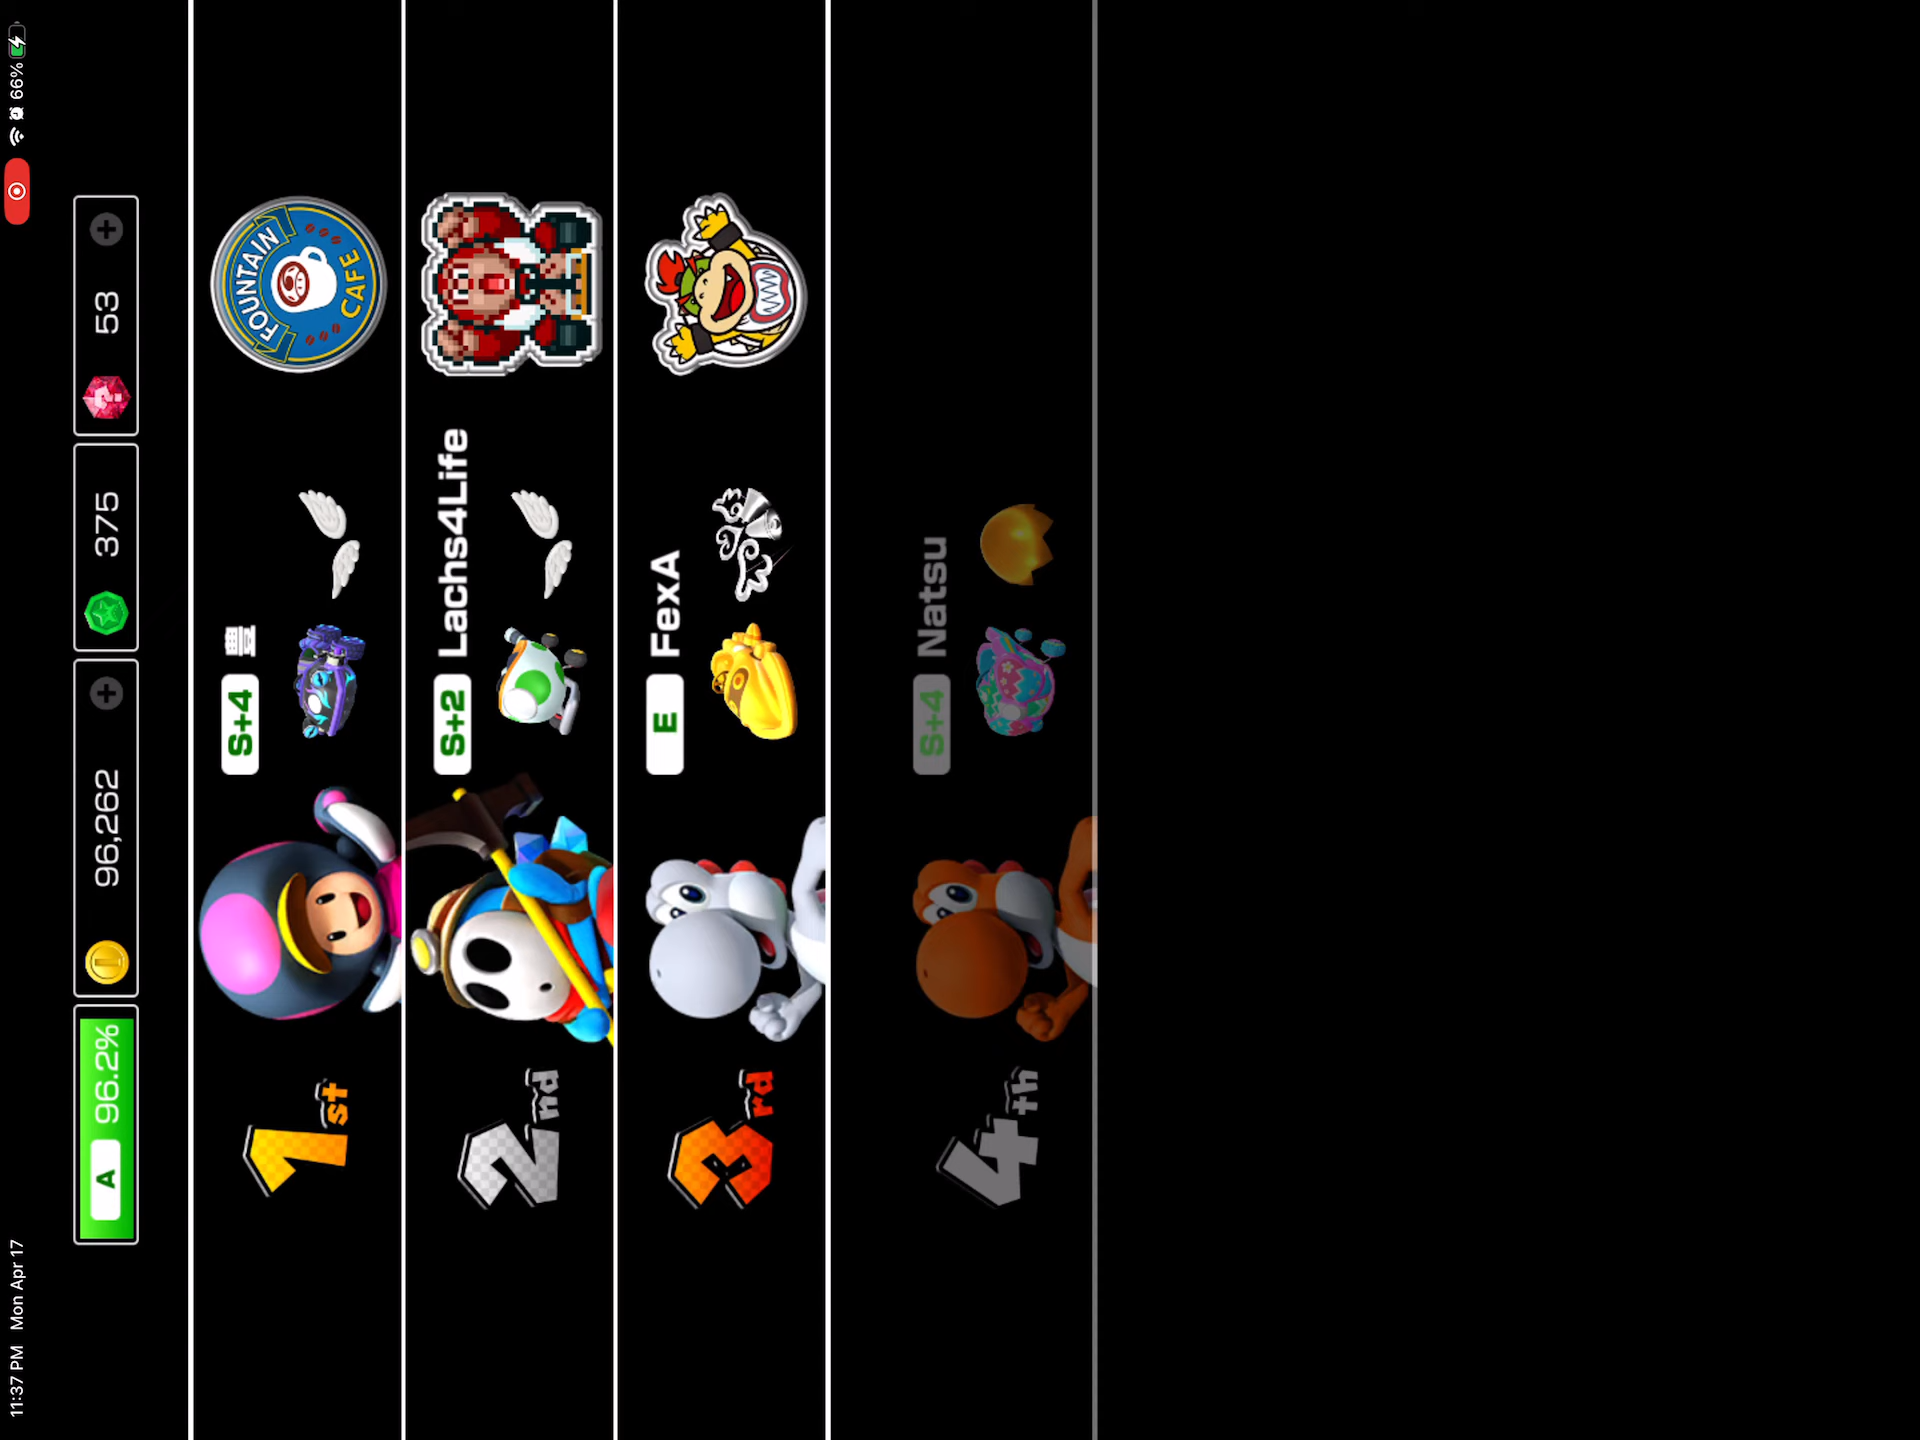 11:37 PM Mon Apr 17
66%
A 96.2% 96,262 375 53
1st
S+4 豊
FOUNTAIN
CAFE
2nd
S+2 Lachs4Life
3rd
E FexA
4th
S+4 Natsu